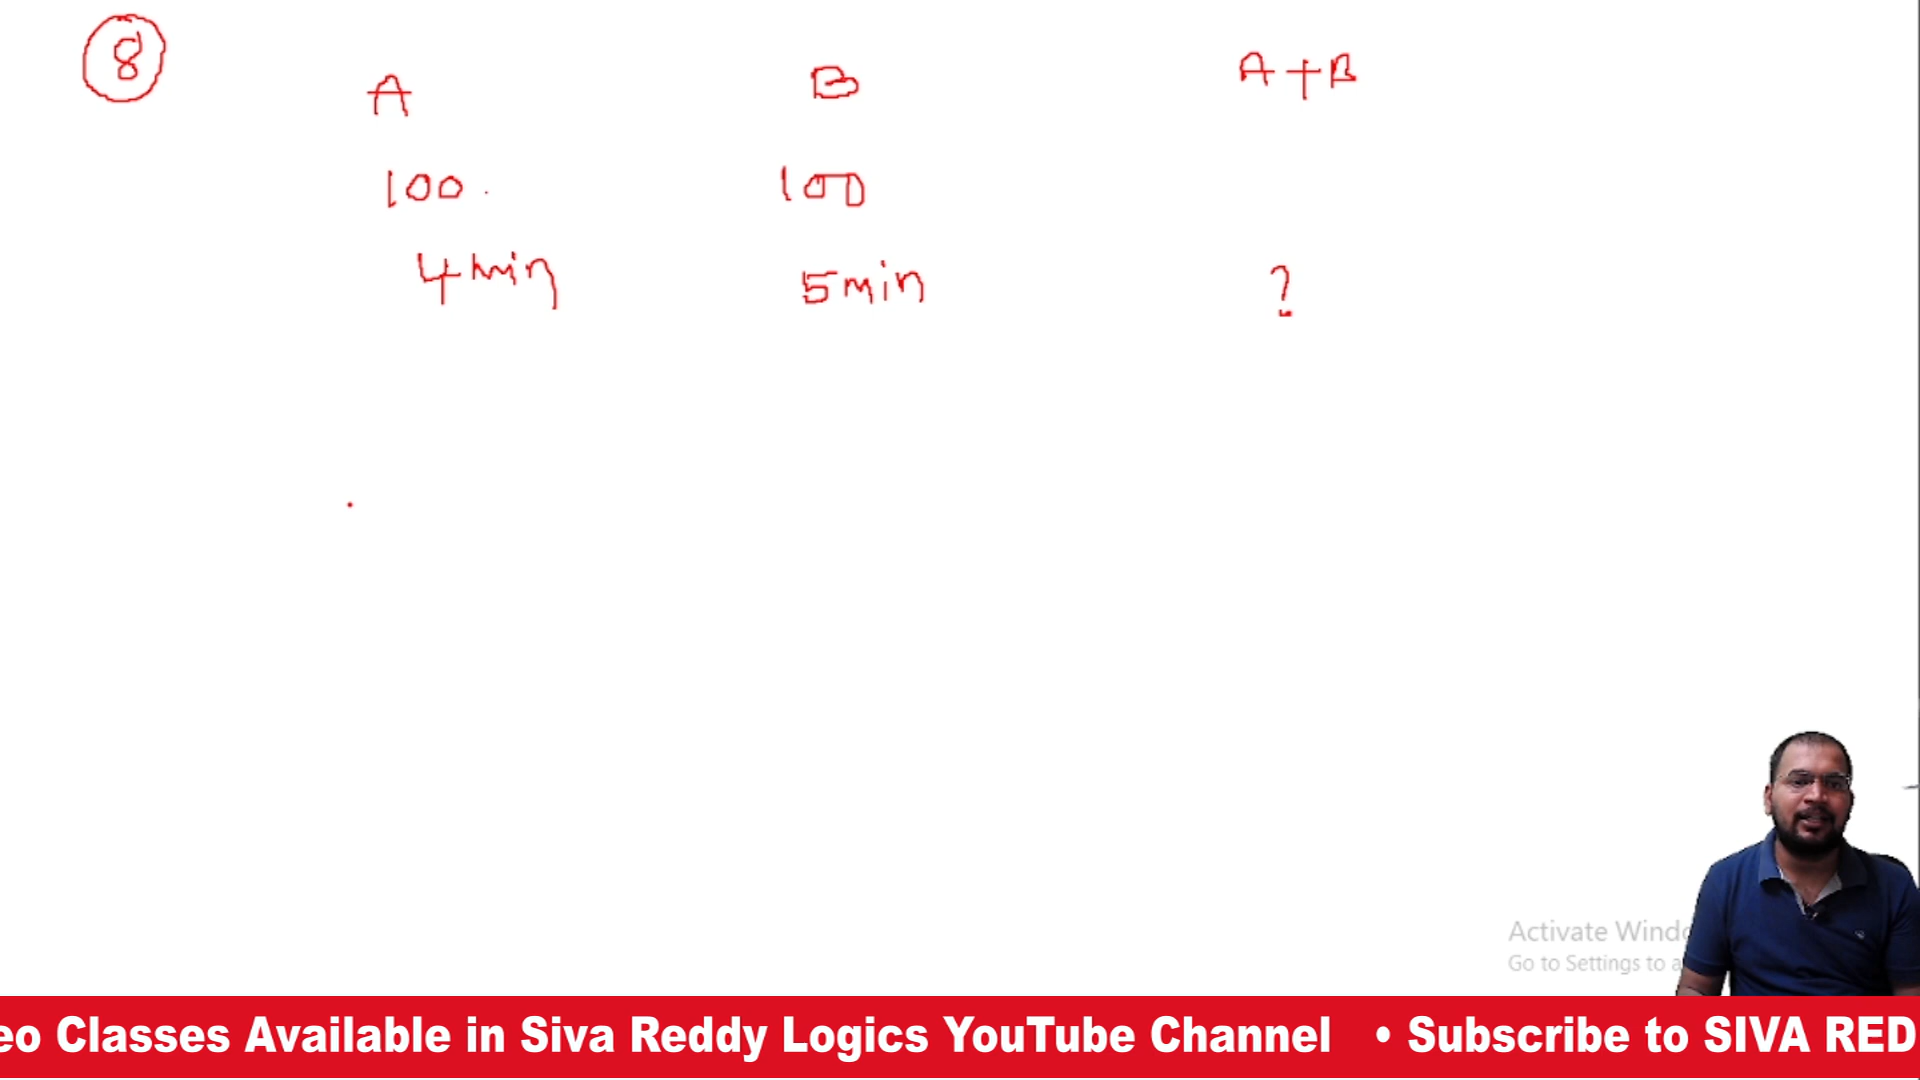 8
A B A+B
100 100
4min 5min ?
Activate Windo
Go to Settings to a
eo Classes Available in Siva Reddy Logics YouTube Channel • Subscribe to SIVA RED